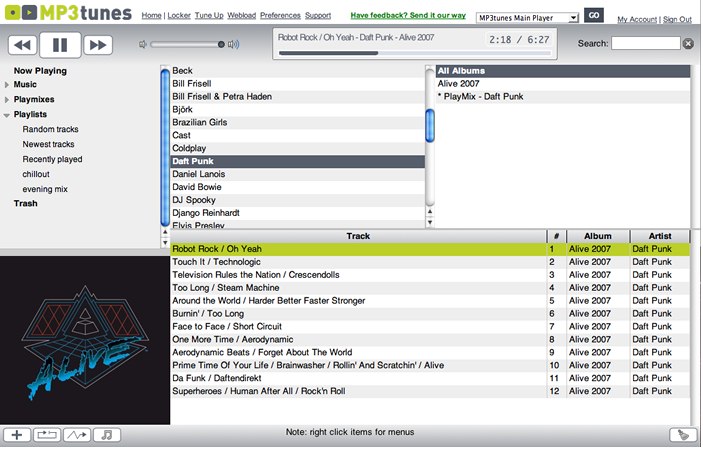 MP3tunes
Home | Locker Tune Up Webload Preferences Support
Have feedback? Send it our way
MP3tunes Main Player
GO
My Account | Sign Out
Robot Rock / Oh Yeah - Daft Punk - Alive 2007
2:18 / 6:27
Search:
Now Playing
Music
Playmixes
Playlists
Random tracks
Newest tracks
Recently played
chillout
evening mix
Trash
Beck
Bill Frisell
Bill Frisell & Petra Haden
Björk
Brazilian Girls
Cast
Coldplay
Daft Punk
Daniel Lanois
David Bowie
DJ Spooky
Django Reinhardt
Elvis Presley
All Albums
Alive 2007
* PlayMix - Daft Punk
Track # Album Artist
Robot Rock / Oh Yeah 1 Alive 2007 Daft Punk
Touch It / Technologic 2 Alive 2007 Daft Punk
Television Rules the Nation / Crescendolls 3 Alive 2007 Daft Punk
Too Long / Steam Machine 4 Alive 2007 Daft Punk
Around the World / Harder Better Faster Stronger 5 Alive 2007 Daft Punk
Burnin' / Too Long 6 Alive 2007 Daft Punk
Face to Face / Short Circuit 7 Alive 2007 Daft Punk
One More Time / Aerodynamic 8 Alive 2007 Daft Punk
Aerodynamic Beats / Forget About The World 9 Alive 2007 Daft Punk
Prime Time Of Your Life / Brainwasher / Rollin' And Scratchin' / Alive 10 Alive 2007 Daft Punk
Da Funk / Daftendirekt 11 Alive 2007 Daft Punk
Superheroes / Human After All / Rock'n Roll 12 Alive 2007 Daft Punk
ALIVE
Note: right click items for menus